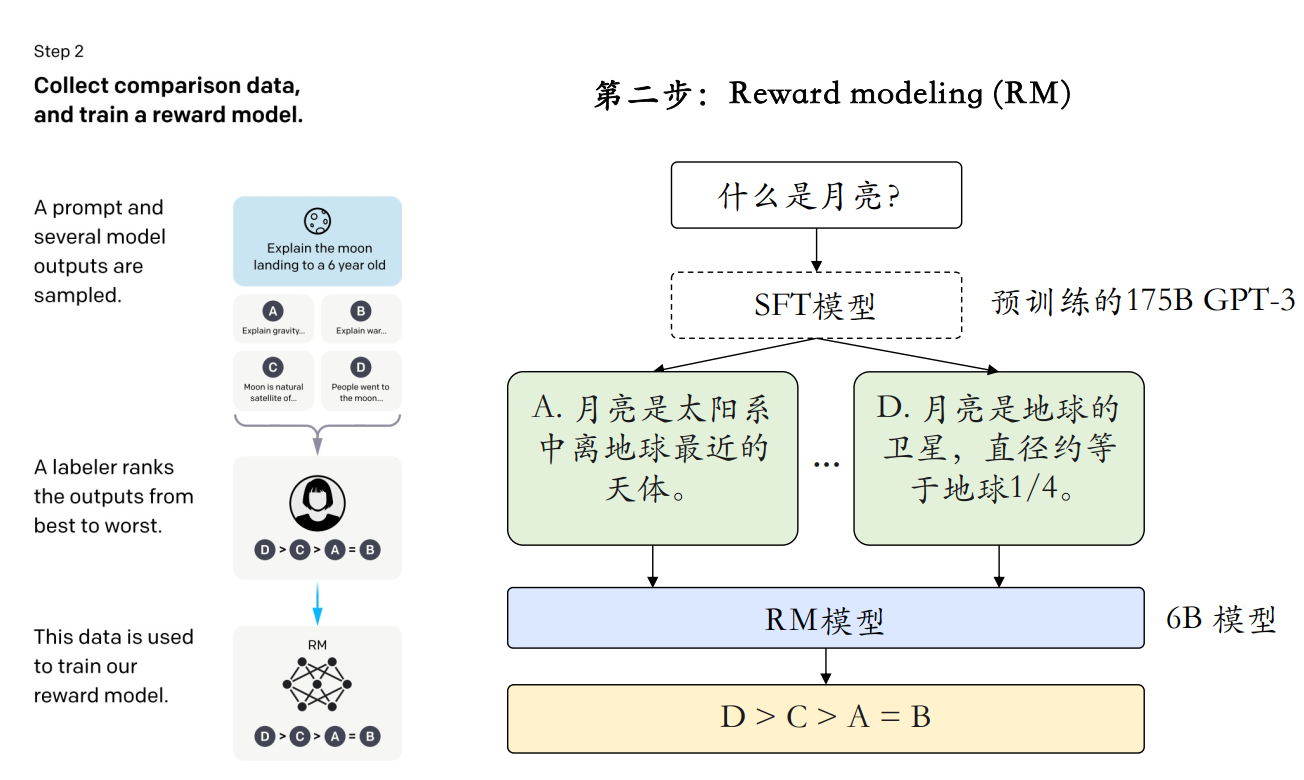 Step 2
Collect comparison data,
and train a reward model.
A prompt and
several model
outputs are
sampled.
Explain the moon
landing to a 6 year old
A
Explain gravity...
B
Explain war...
C
Moon is natural
satellite of...
D
People went to
the moon...
A labeler ranks
the outputs from
best to worst.
D > C > A = B
This data is used
to train our
reward model.
RM
D > C > A = B
第二步：Reward modeling (RM)
什么是月亮？
SFT模型
预训练的175B GPT-3
A. 月亮是太阳系
中离地球最近的
天体。
...
D. 月亮是地球的
卫星，直径约等
于地球1/4。
RM模型
6B 模型
D > C > A = B